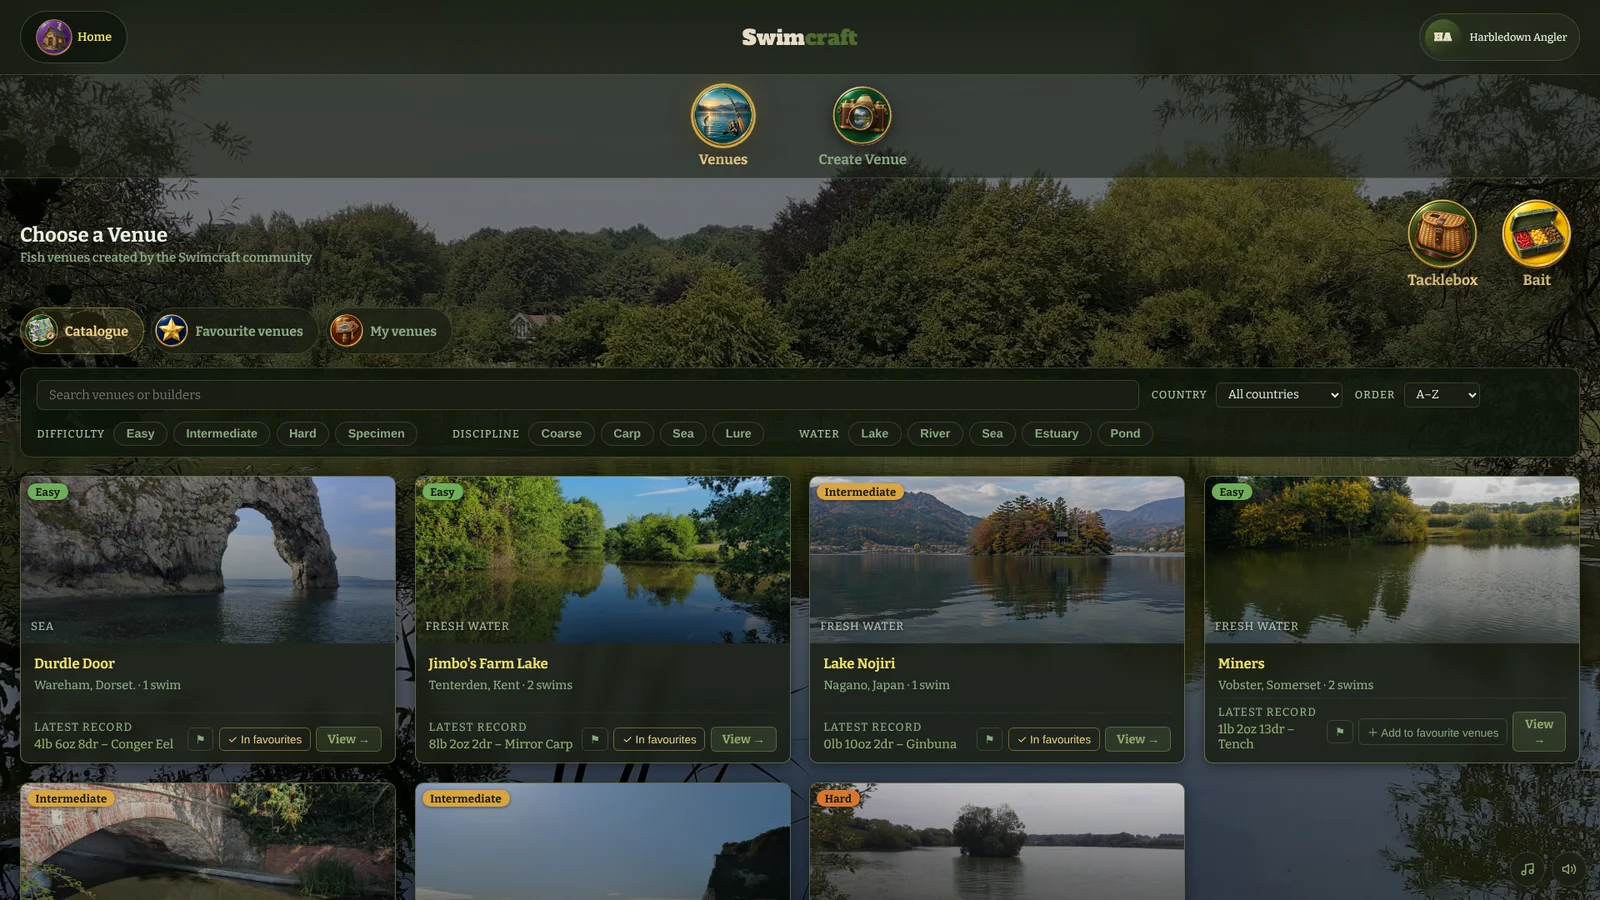 Home
Swimcraft
HA
Harbledown Angler
Venues
Create Venue
Choose a Venue
Fish venues created by the Swimcraft community
Tacklebox
Bait
Catalogue
Favourite venues
My venues
Search venues or builders
COUNTRY
All countries
ORDER
A–Z
DIFFICULTY
Easy
Intermediate
Hard
Specimen
DISCIPLINE
Coarse
Carp
Sea
Lure
WATER
Lake
River
Sea
Estuary
Pond
Easy
SEA
Durdle Door
Wareham, Dorset. · 1 swim
LATEST RECORD
4lb 6oz 8dr – Conger Eel
✓ In favourites
View →
Easy
FRESH WATER
Jimbo's Farm Lake
Tenterden, Kent · 2 swims
LATEST RECORD
8lb 2oz 2dr – Mirror Carp
✓ In favourites
View →
Intermediate
FRESH WATER
Lake Nojiri
Nagano, Japan · 1 swim
LATEST RECORD
0lb 10oz 2dr – Ginbuna
✓ In favourites
View →
Easy
FRESH WATER
Miners
Vobster, Somerset · 2 swims
LATEST RECORD
1lb 2oz 13dr –
Tench
+ Add to favourite venues
View
→
Intermediate
Intermediate
Hard